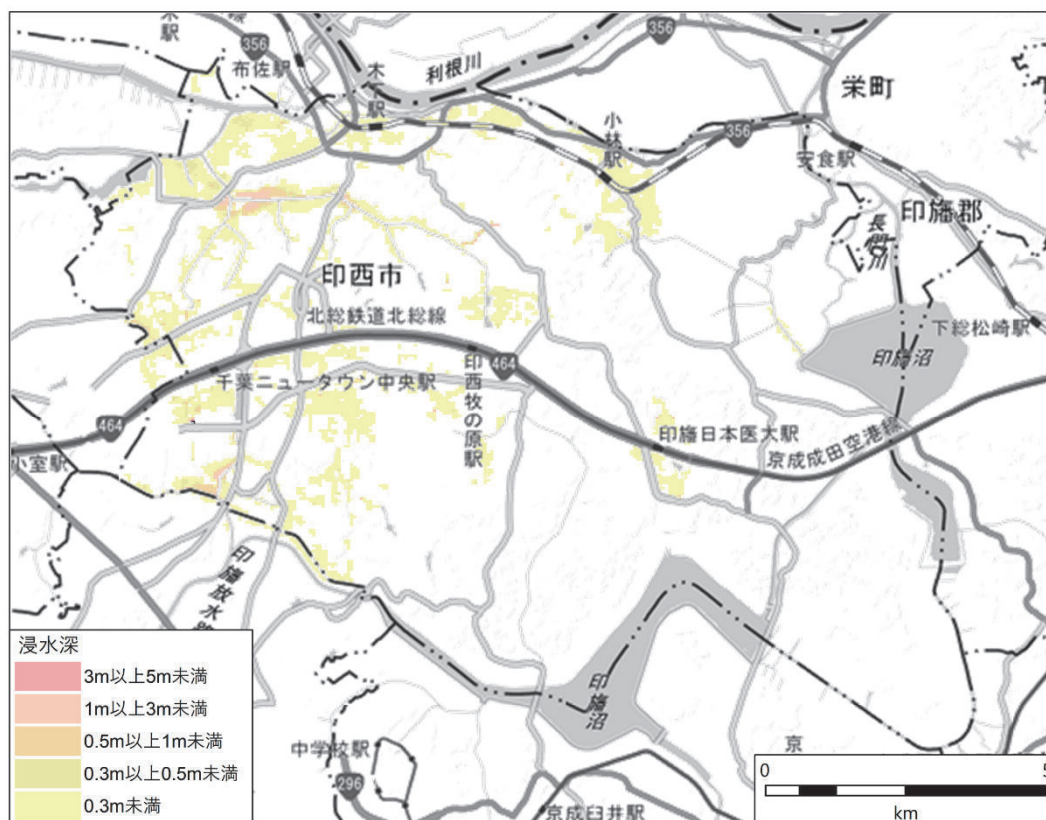 木駅
356
布佐駅
木下駅
利根川
356
栄町
小林駅
356
安食駅
印旛郡
長門川
印西市
北総鉄道北総線
下総松崎駅
印旛沼
464
千葉ニュータウン中央駅
印西牧の原駅
464
小室駅
印旛日本医大駅
京成成田空港線
印旛放水路
印旛沼
中学校駅
296
京
京成臼井駅
浸水深
3m以上5m未満
1m以上3m未満
0.5m以上1m未満
0.3m以上0.5m未満
0.3m未満
0
5
km